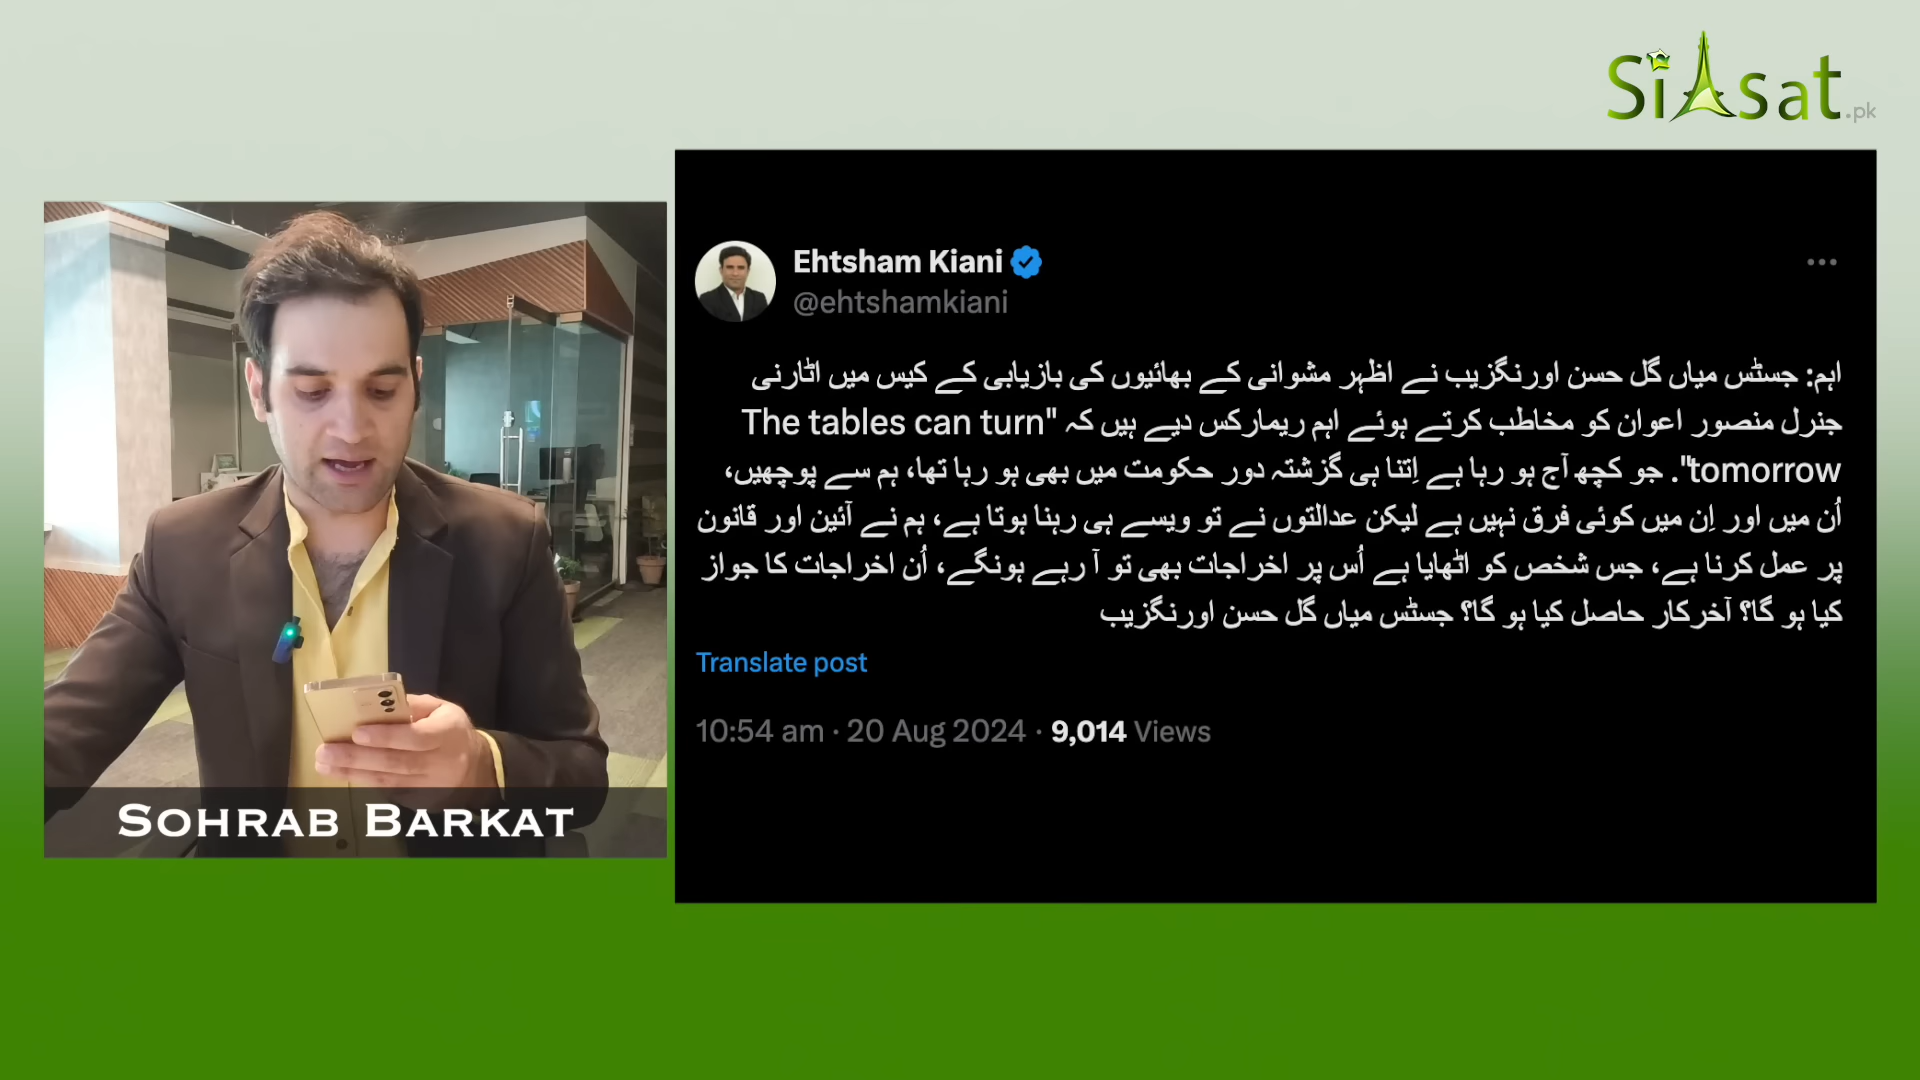 SiAsat.pk
Ehtsham Kiani
@ehtshamkiani
اہم: جسٹس میاں گل حسن اورنگزیب نے اظہر مشوانی کے بھائیوں کی بازیابی کے کیس میں اٹارنی
جنرل منصور اعوان کو مخاطب کرتے ہوئے اہم ریمارکس دیے ہیں کہ "The tables can turn
tomorrow". جو کچھ آج ہو رہا ہے اِتنا ہی گزشتہ دور حکومت میں بھی ہو رہا تھا، ہم سے پوچھیں،
اُن میں اور اِن میں کوئی فرق نہیں ہے لیکن عدالتوں نے تو ویسے ہی رہنا ہوتا ہے، ہم نے آئین اور قانون
پر عمل کرنا ہے، جس شخص کو اٹھایا ہے اُس پر اخراجات بھی تو آ رہے ہونگے، اُن اخراجات کا جواز
کیا ہو گا؟ آخرکار حاصل کیا ہو گا؟ جسٹس میاں گل حسن اورنگزیب
Translate post
10:54 am · 20 Aug 2024 · 9,014 Views
SOHRAB BARKAT